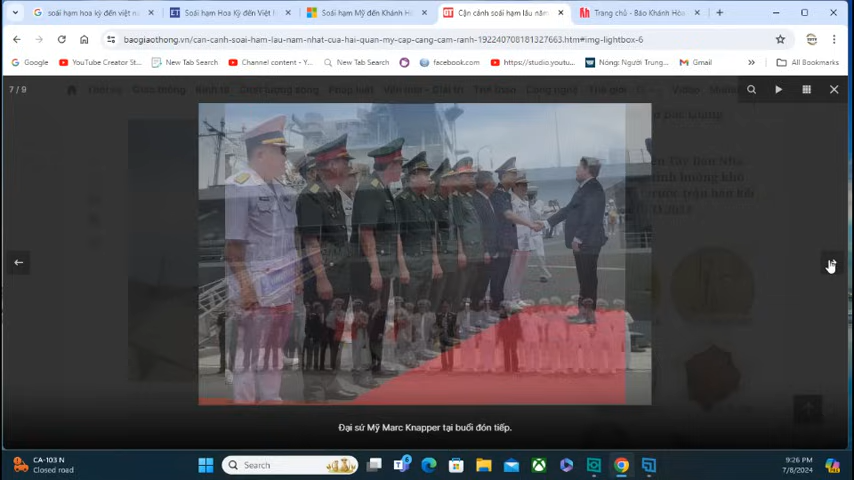 soái hạm hoa kỳ đến việt n
Soái hạm Hoa Kỳ đến Việt
Soái hạm Mỹ đến Khánh Hò
Cận cảnh soái hạm lâu năm
Trang chủ - Báo Khánh Hòa
baogiaothong.vn/can-canh-soai-ham-lau-nam-nhat-cua-hai-quan-my-cap-cang-cam-ranh-192240708181327663.htm#img-lightbox-6
Google
YouTube Creator St...
New Tab Search
Channel content - Y...
New Tab Search
facebook.com
https://studio.youtu...
Nóng: Người Trung...
Gmail
All Bookmarks
7 / 9
Đại sứ Mỹ Marc Knapper tại buổi đón tiếp.
CA-103 N
Closed road
Search
9:26 PM
7/8/2024